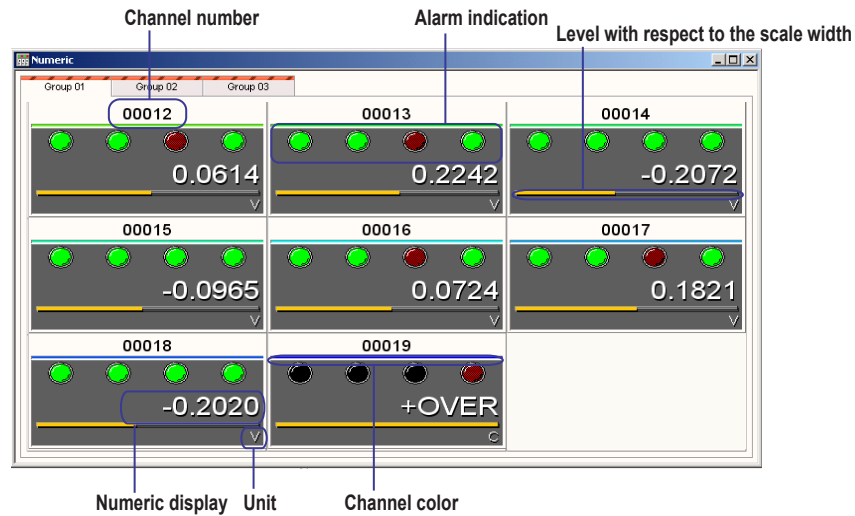 Channel number
Alarm indication
Level with respect to the scale width
Numeric
Group 01 Group 02 Group 03
00012 00013 00014
0.0614 0.2242 -0.2072
V V V
00015 00016 00017
-0.0965 0.0724 0.1821
V V V
00018 00019
-0.2020 +OVER
V C
Numeric display Unit Channel color